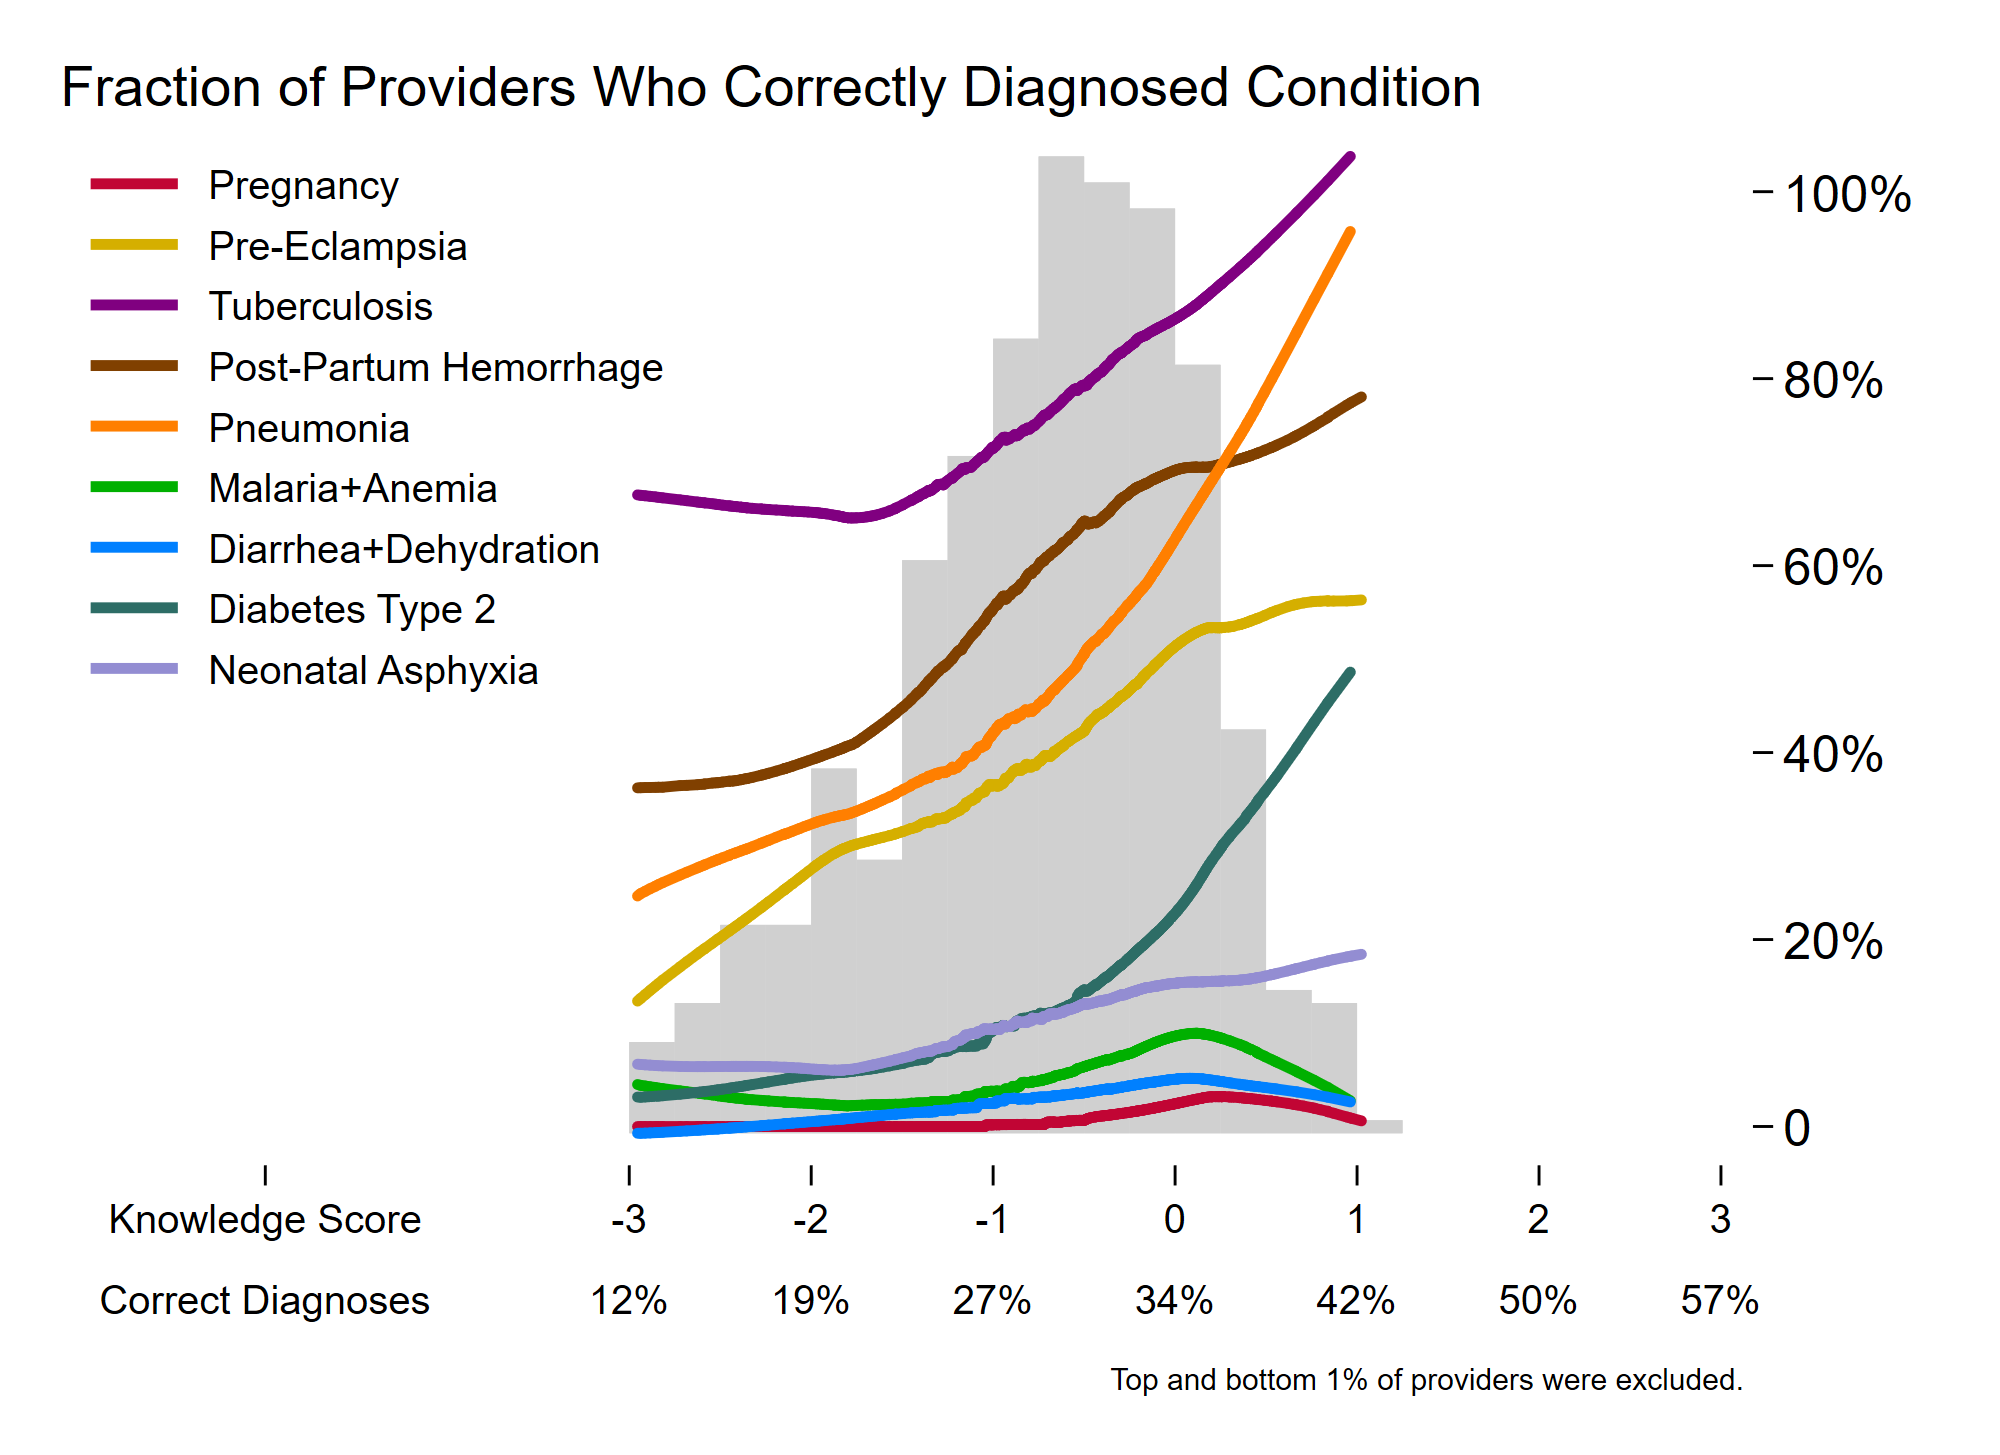 Fraction of Providers Who Correctly Diagnosed Condition
Pregnancy
Pre-Eclampsia
Tuberculosis
Post-Partum Hemorrhage
Pneumonia
Malaria+Anemia
Diarrhea+Dehydration
Diabetes Type 2
Neonatal Asphyxia
100%
80%
60%
40%
20%
0
Knowledge Score -3 -2 -1 0 1 2 3
Correct Diagnoses 12% 19% 27% 34% 42% 50% 57%
Top and bottom 1% of providers were excluded.